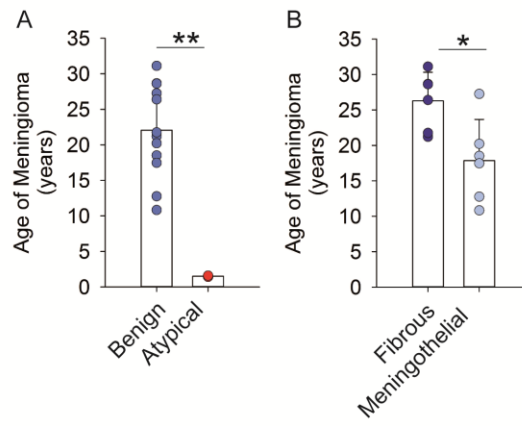 A
Age of Meningioma
(years)
35
30
25
20
15
10
5
0
**
Benign
Atypical
B
Age of Meningioma
(years)
35
30
25
20
15
10
5
0
*
Fibrous
Meningothelial